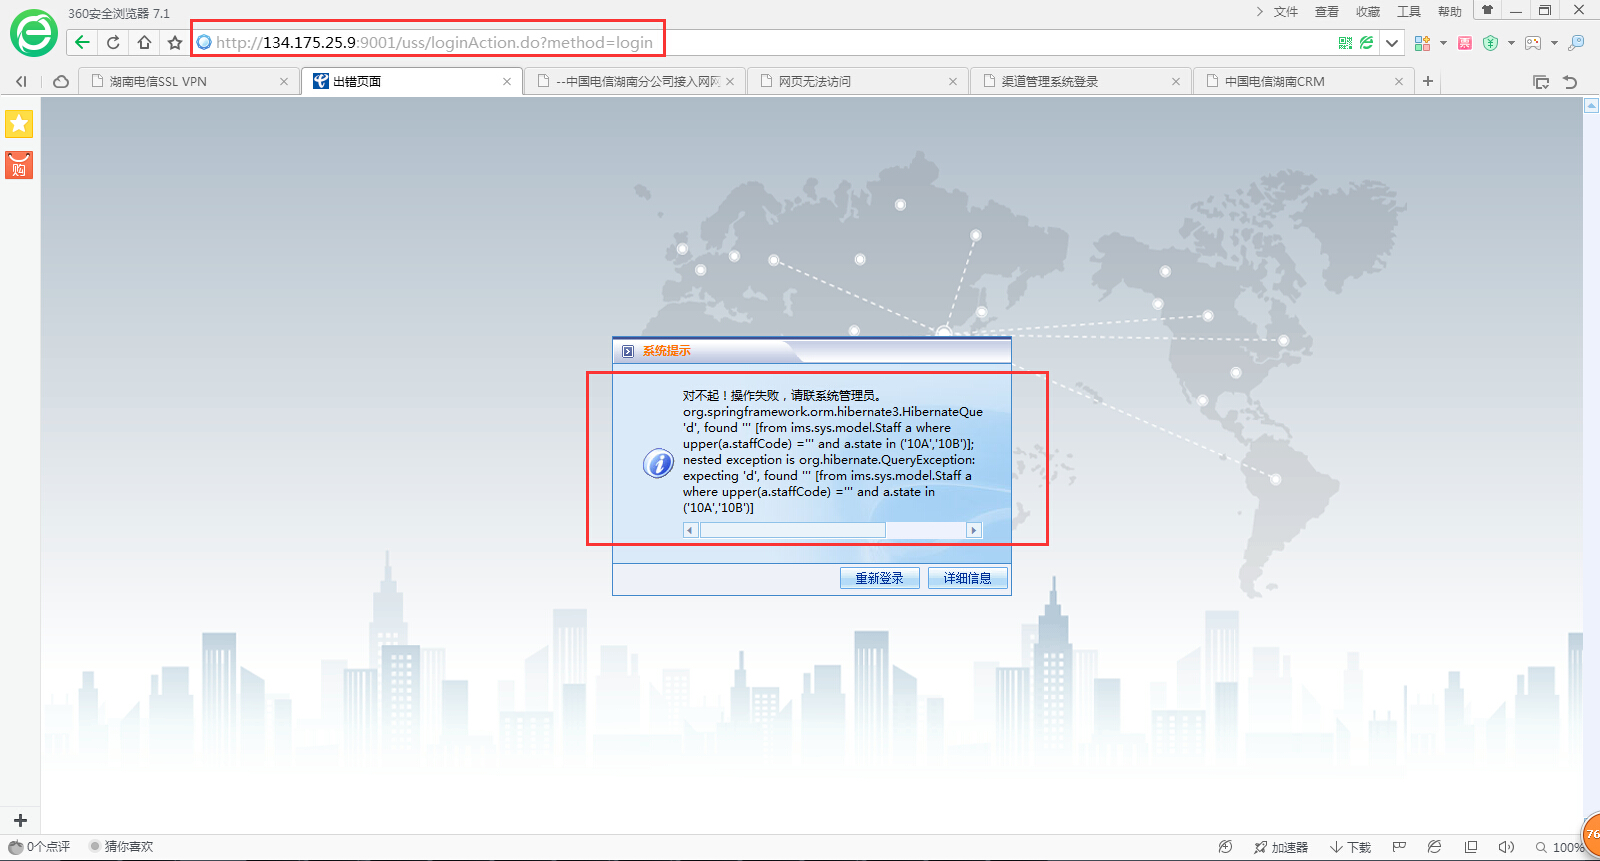 360安全浏览器 7.1
文件 查看 收藏 工具 帮助
http://134.175.25.9:9001/uss/loginAction.do?method=login
湖南电信SSL VPN
出错页面
--中国电信湖南分公司接入网网
网页无法访问
渠道管理系统登录
中国电信湖南CRM
购
系统提示
对不起！操作失败，请联系统管理员。
org.springframework.orm.hibernate3.HibernateQue
'd', found ''' [from ims.sys.model.Staff a where
upper(a.staffCode) =''' and a.state in ('10A','10B')];
nested exception is org.hibernate.QueryException:
expecting 'd', found ''' [from ims.sys.model.Staff a
where upper(a.staffCode) =''' and a.state in
('10A','10B')]
重新登录 详细信息
76
0个点评 猜你喜欢 加速器 下载 100%